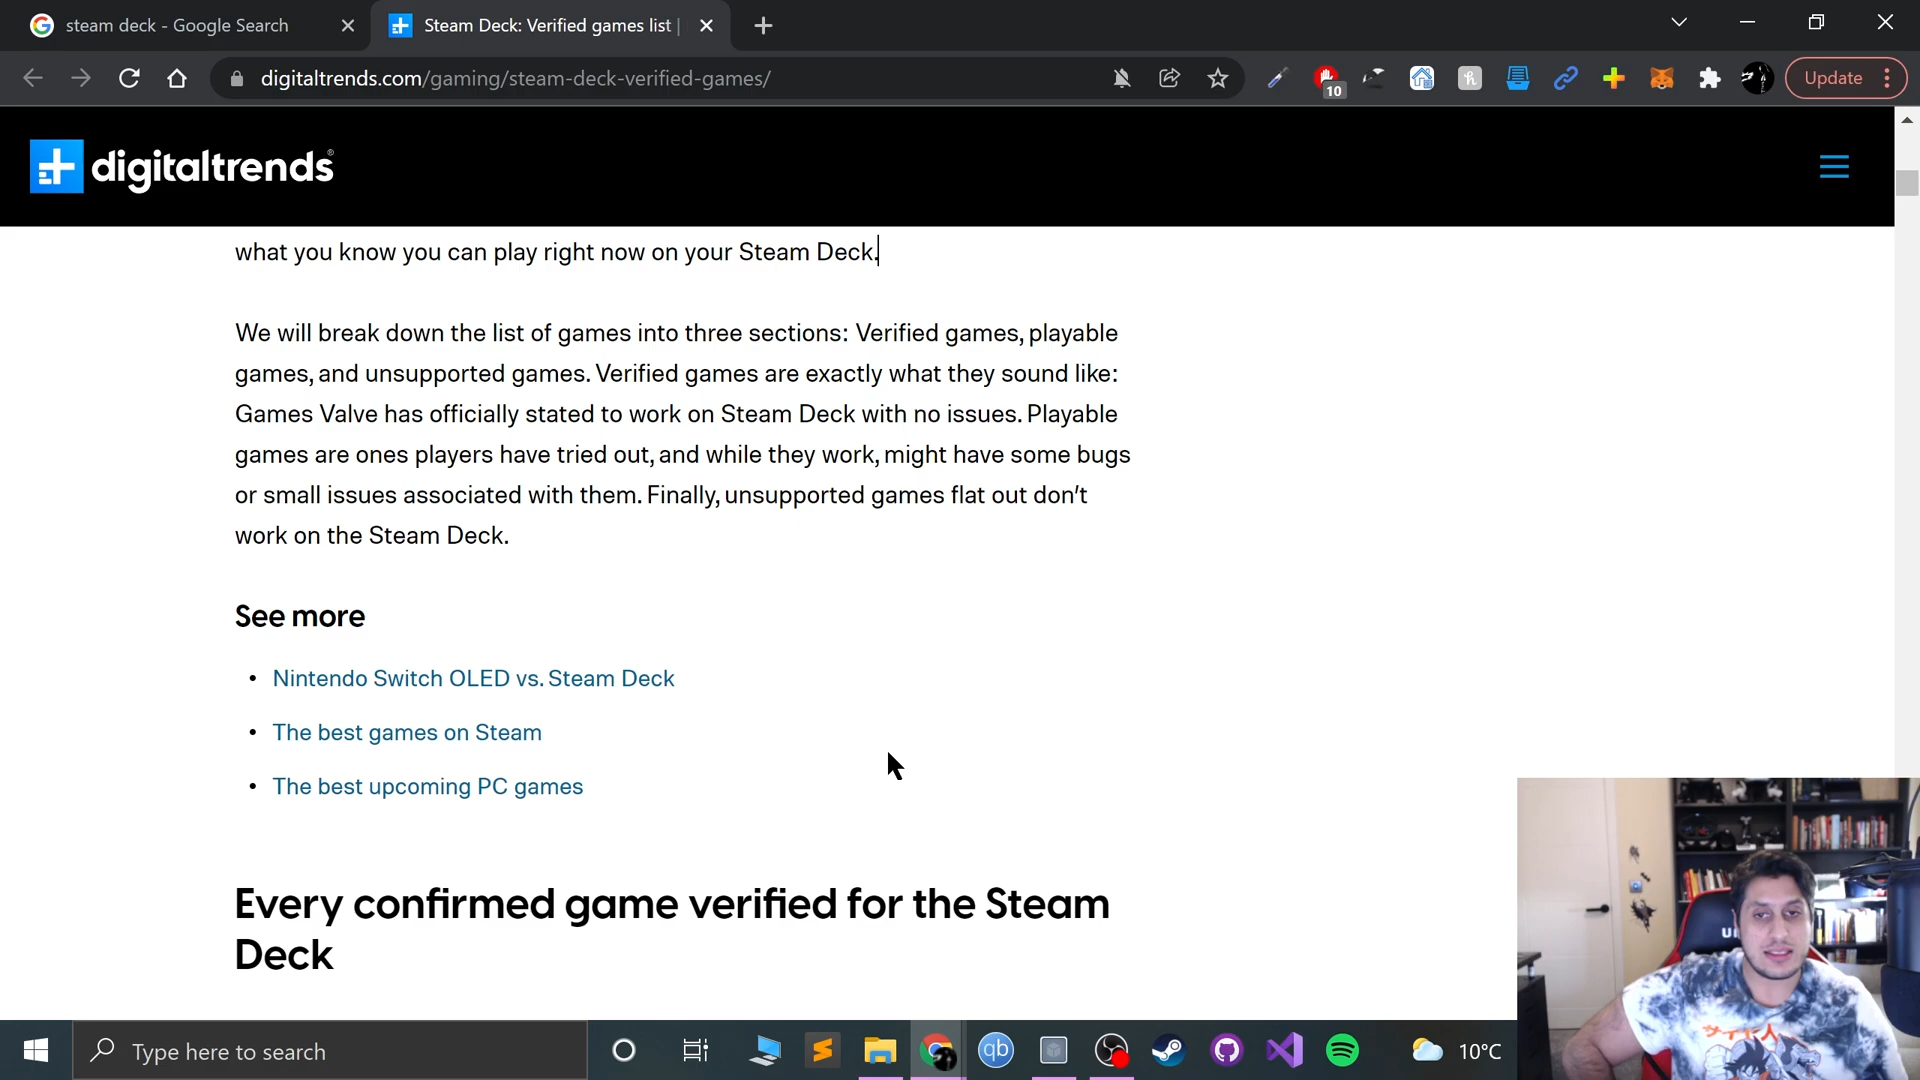 steam deck - Google Search
Steam Deck: Verified games list |
digitaltrends.com/gaming/steam-deck-verified-games/
10
Update
digitaltrends®
what you know you can play right now on your Steam Deck.
We will break down the list of games into three sections: Verified games, playable
games, and unsupported games. Verified games are exactly what they sound like:
Games Valve has officially stated to work on Steam Deck with no issues. Playable
games are ones players have tried out, and while they work, might have some bugs
or small issues associated with them. Finally, unsupported games flat out don't
work on the Steam Deck.
See more
• Nintendo Switch OLED vs. Steam Deck
• The best games on Steam
• The best upcoming PC games
Every confirmed game verified for the Steam
Deck
Type here to search
qb
10°C